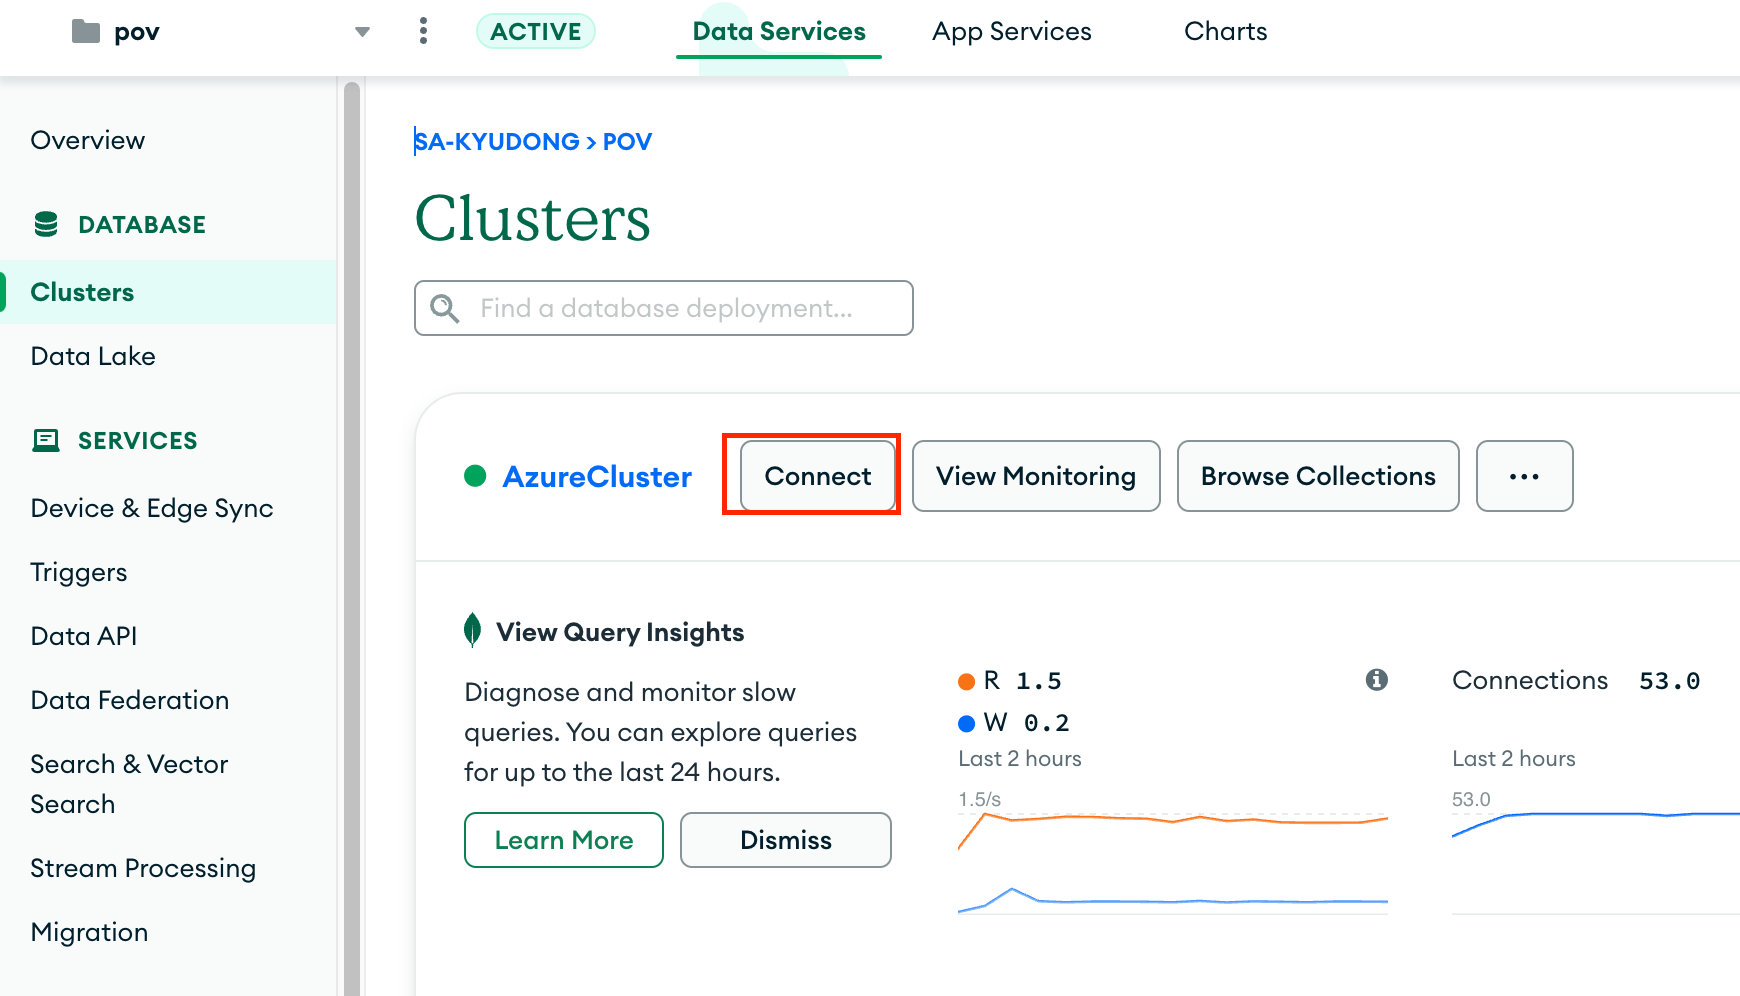 pov
ACTIVE
Data Services
App Services
Charts
Overview
DATABASE
Clusters
Data Lake
SERVICES
Device & Edge Sync
Triggers
Data API
Data Federation
Search & Vector
Search
Stream Processing
Migration
SA-KYUDONG > POV
Clusters
Find a database deployment...
AzureCluster
Connect
View Monitoring
Browse Collections
...
View Query Insights
Diagnose and monitor slow
queries. You can explore queries
for up to the last 24 hours.
Learn More
Dismiss
R 1.5
W 0.2
Last 2 hours
1.5/s
Connections 53.0
Last 2 hours
53.0